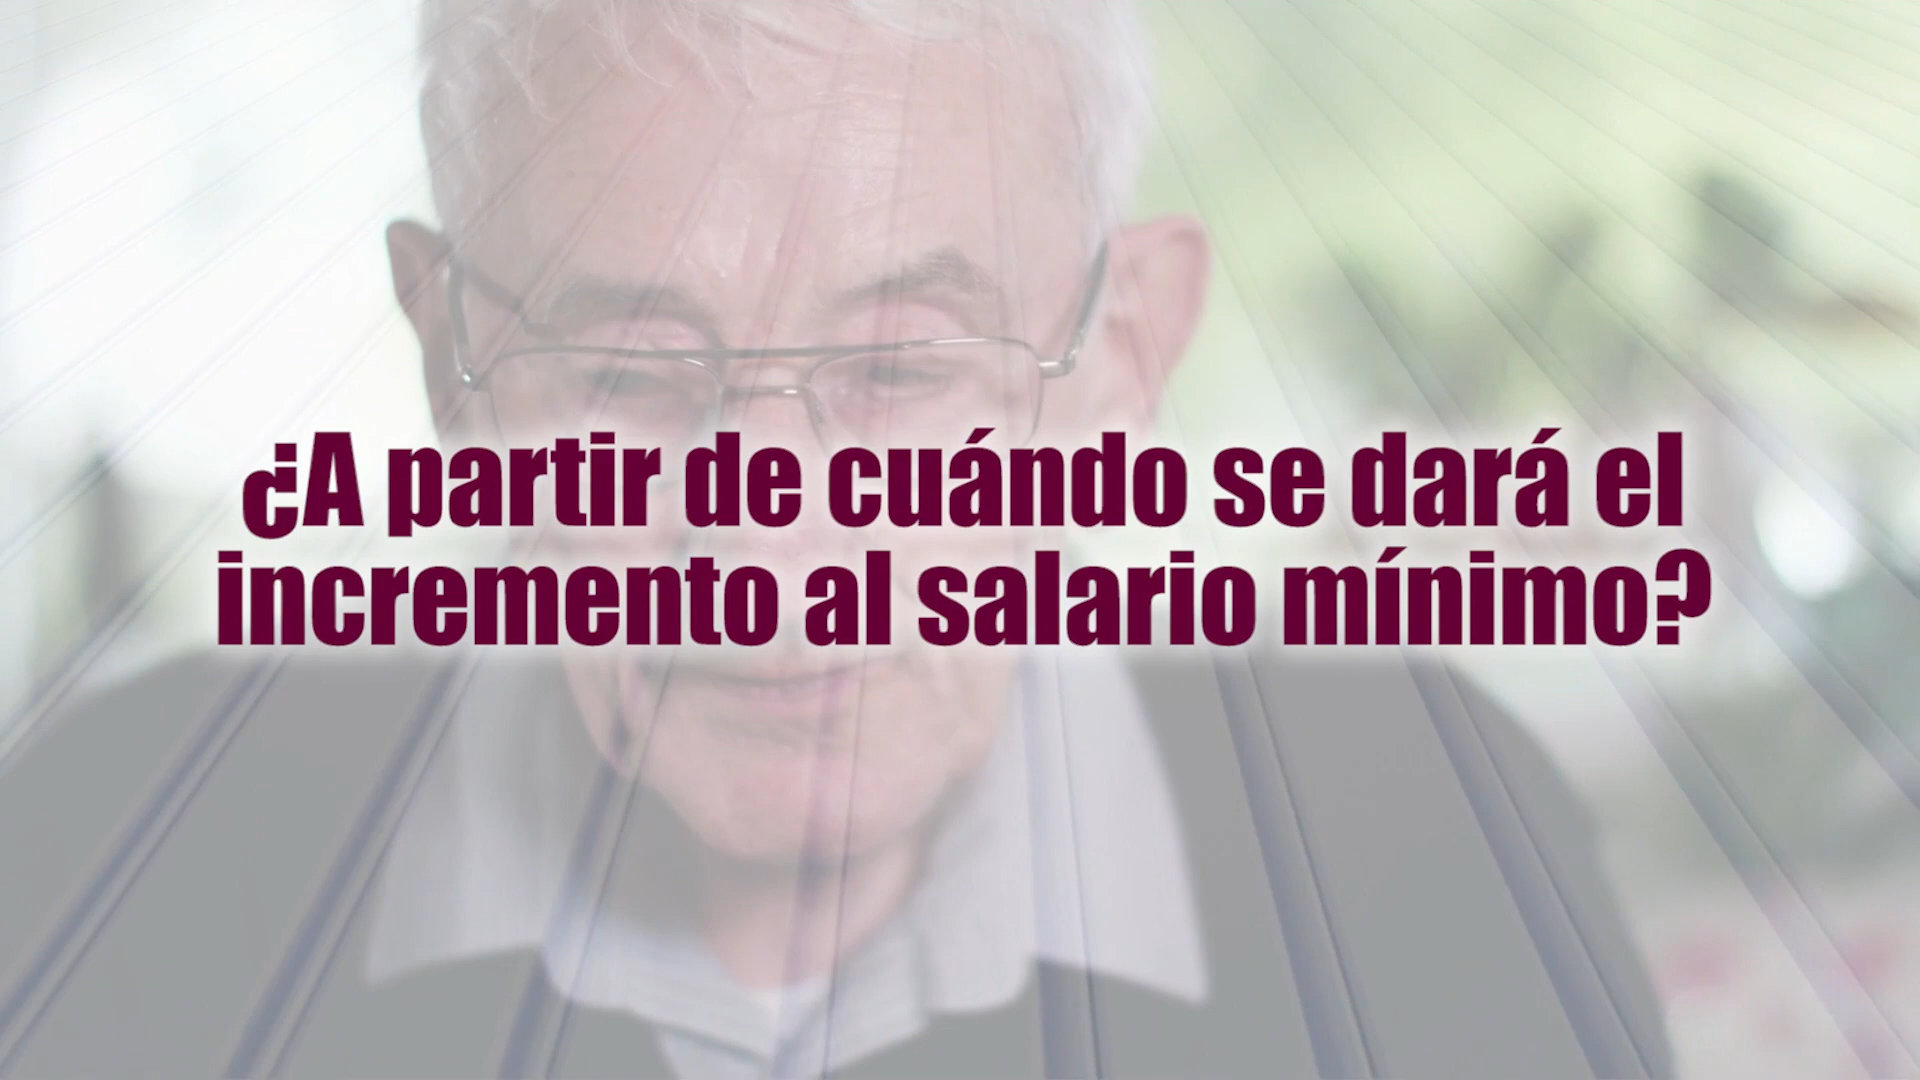 ¿A partir de cuándo se dará el
incremento al salario mínimo?